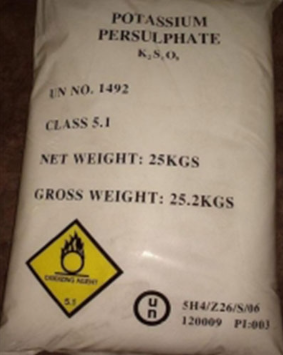 POTASSIUM
PERSULPHATE
K₂S₂O₈
UN NO. 1492
CLASS 5.1
NET WEIGHT: 25KGS
GROSS WEIGHT: 25.2KGS
OXIDIZING AGENT
5.1
un
5H4/Z26/S/06
120009 PI:003